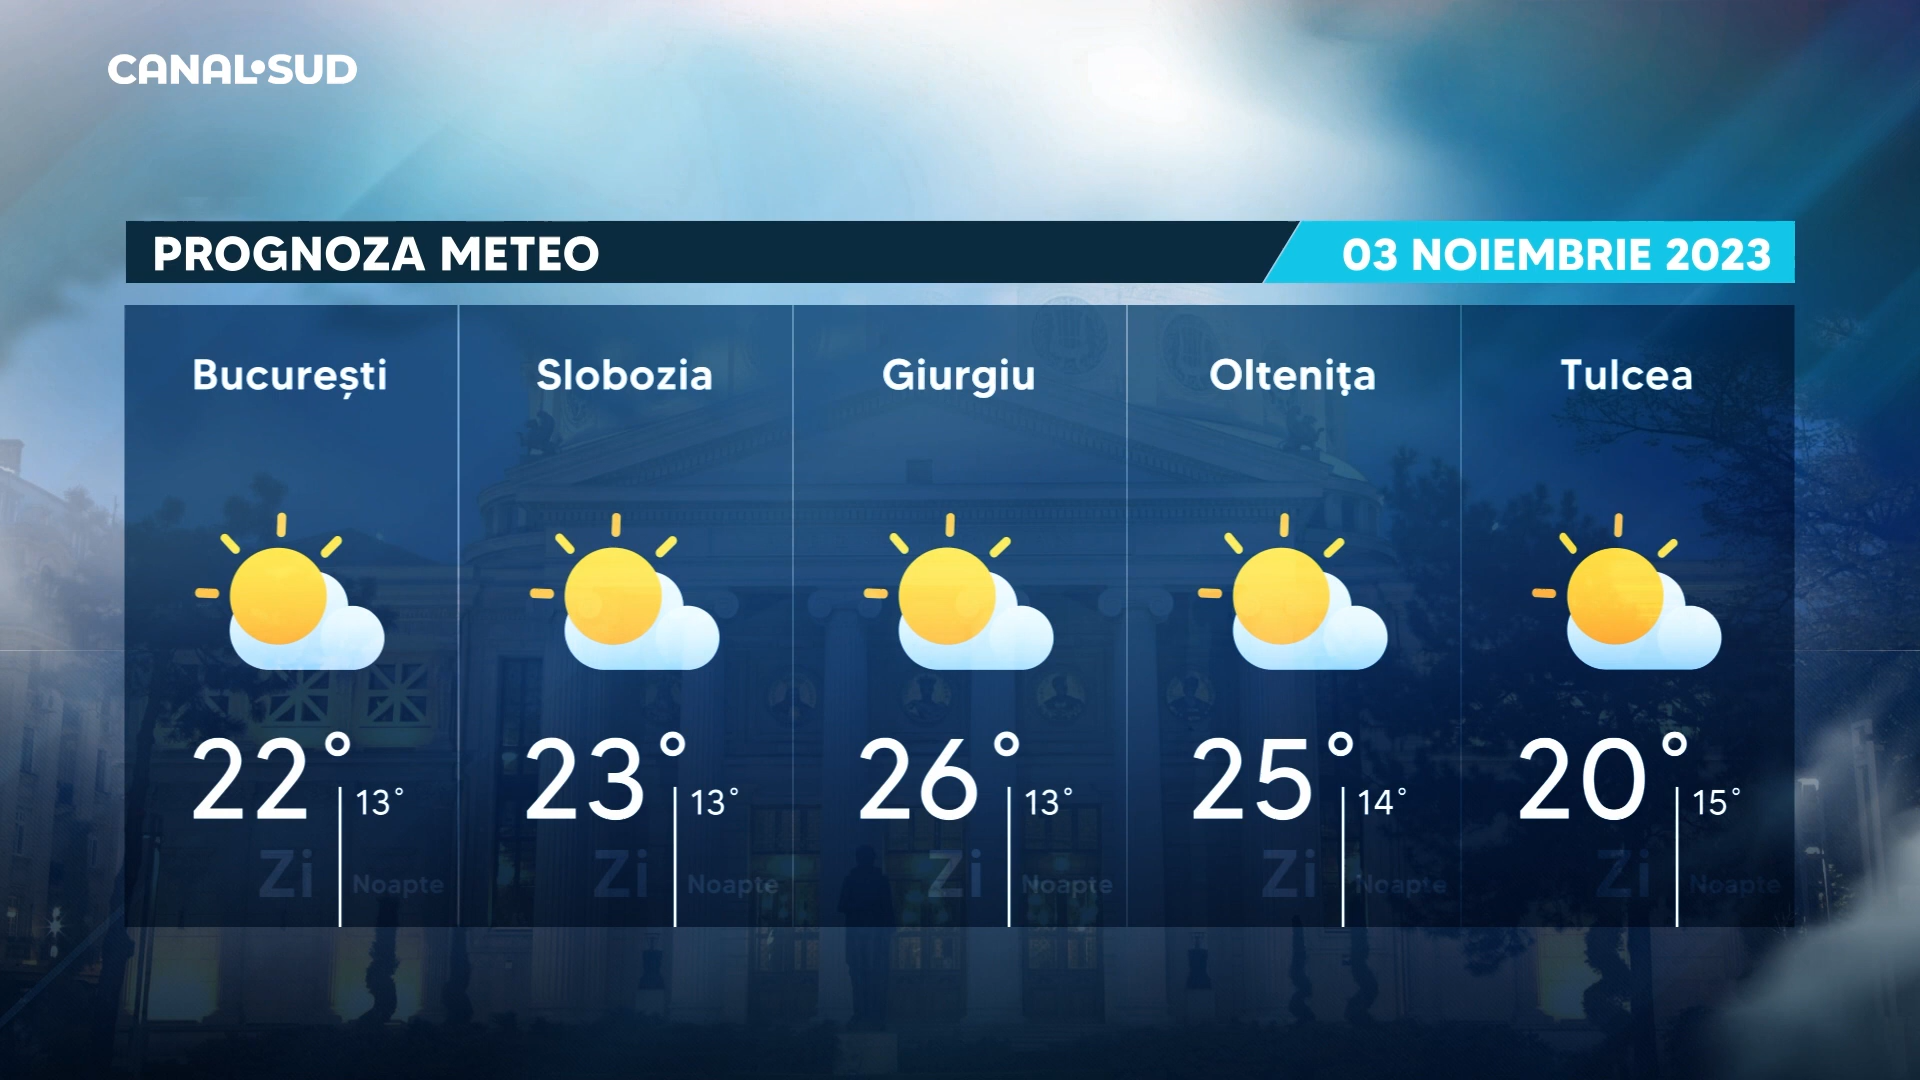 CANAL•SUD
PROGNOZA METEO
03 NOIEMBRIE 2023
București
22°
13°
Zi
Noapte
Slobozia
23°
13°
Zi
Noapte
Giurgiu
26°
13°
Zi
Noapte
Oltenița
25°
14°
Zi
Noapte
Tulcea
20°
15°
Zi
Noapte